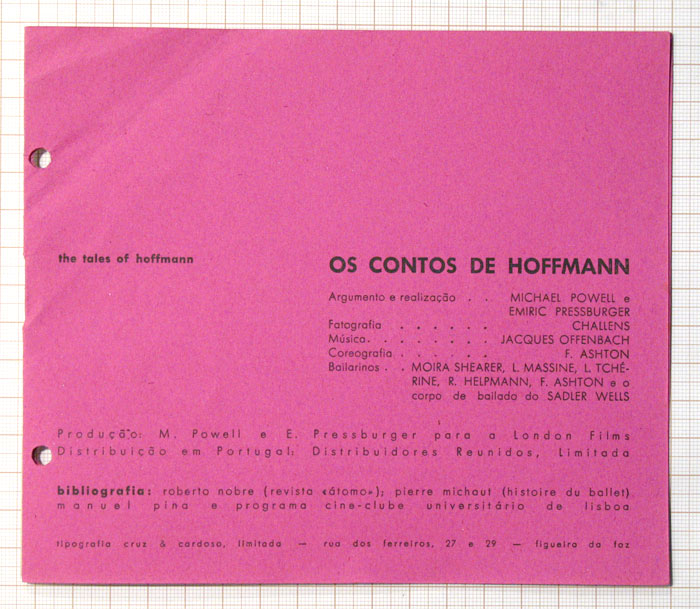 the tales of hoffmann
OS CONTOS DE HOFFMANN
Argumento e realização . . MICHAEL POWELL e
EMIRIC PRESSBURGER
Fatografia . . . . . . CHALLENS
Música. . . . . . . . JACQUES OFFENBACH
Coreografia . . . . . . F. ASHTON
Bailarinos . . MOIRA SHEARER, L. MASSINE, L. TCHÉ-
RINE, R. HELPMANN, F. ASHTON e o
corpo de bailado do SADLER WELLS
Produção: M. Powell e E. Pressburger para a London Films
Distribuição em Portugal: Distribuidores Reunidos, Limitada
bibliografia: roberto nobre (revista «átomo»); pierre michaut (histoire du ballet)
manuel pina e programa cine-clube universitário de lisboa
tipografia cruz & cardoso, limitada — rua dos ferreiros, 27 e 29 — figueira da foz